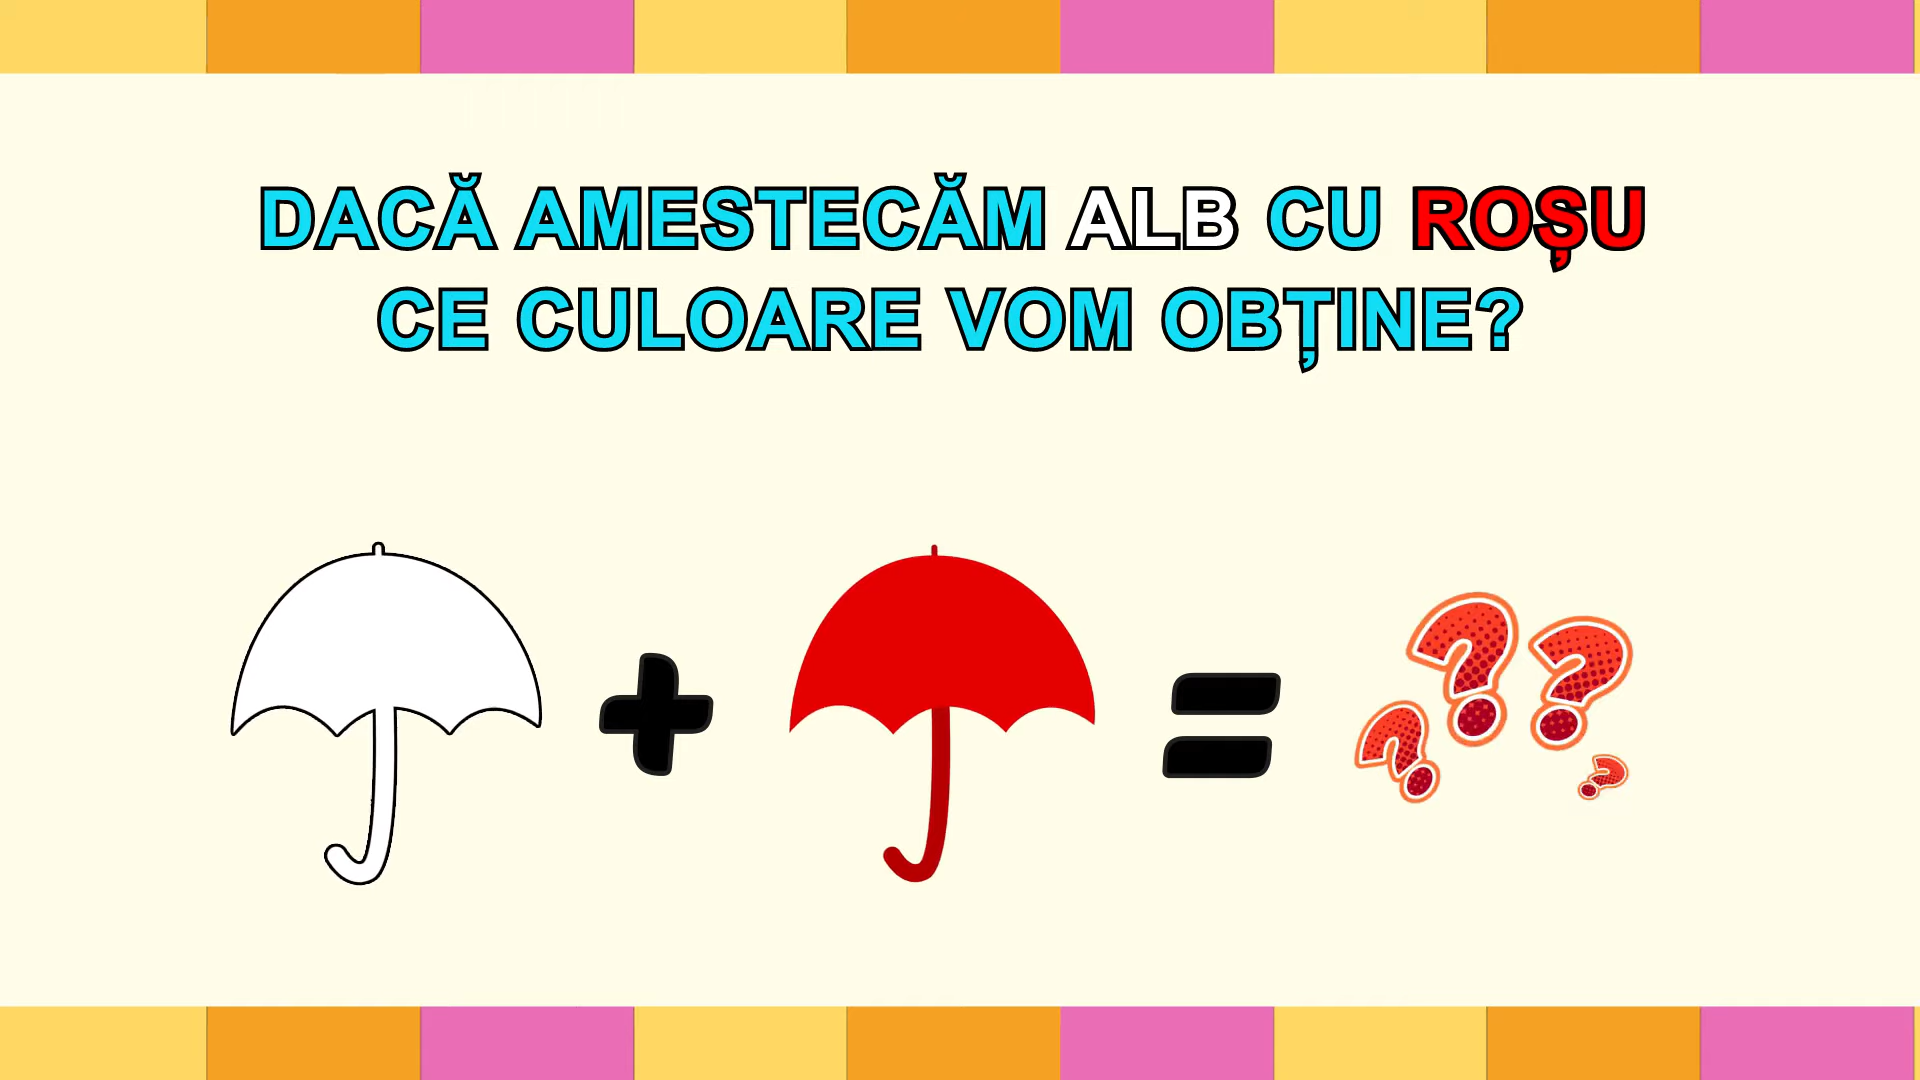 DACĂ AMESTECĂM ALB CU ROȘU
CE CULOARE VOM OBȚINE?
+ = ????